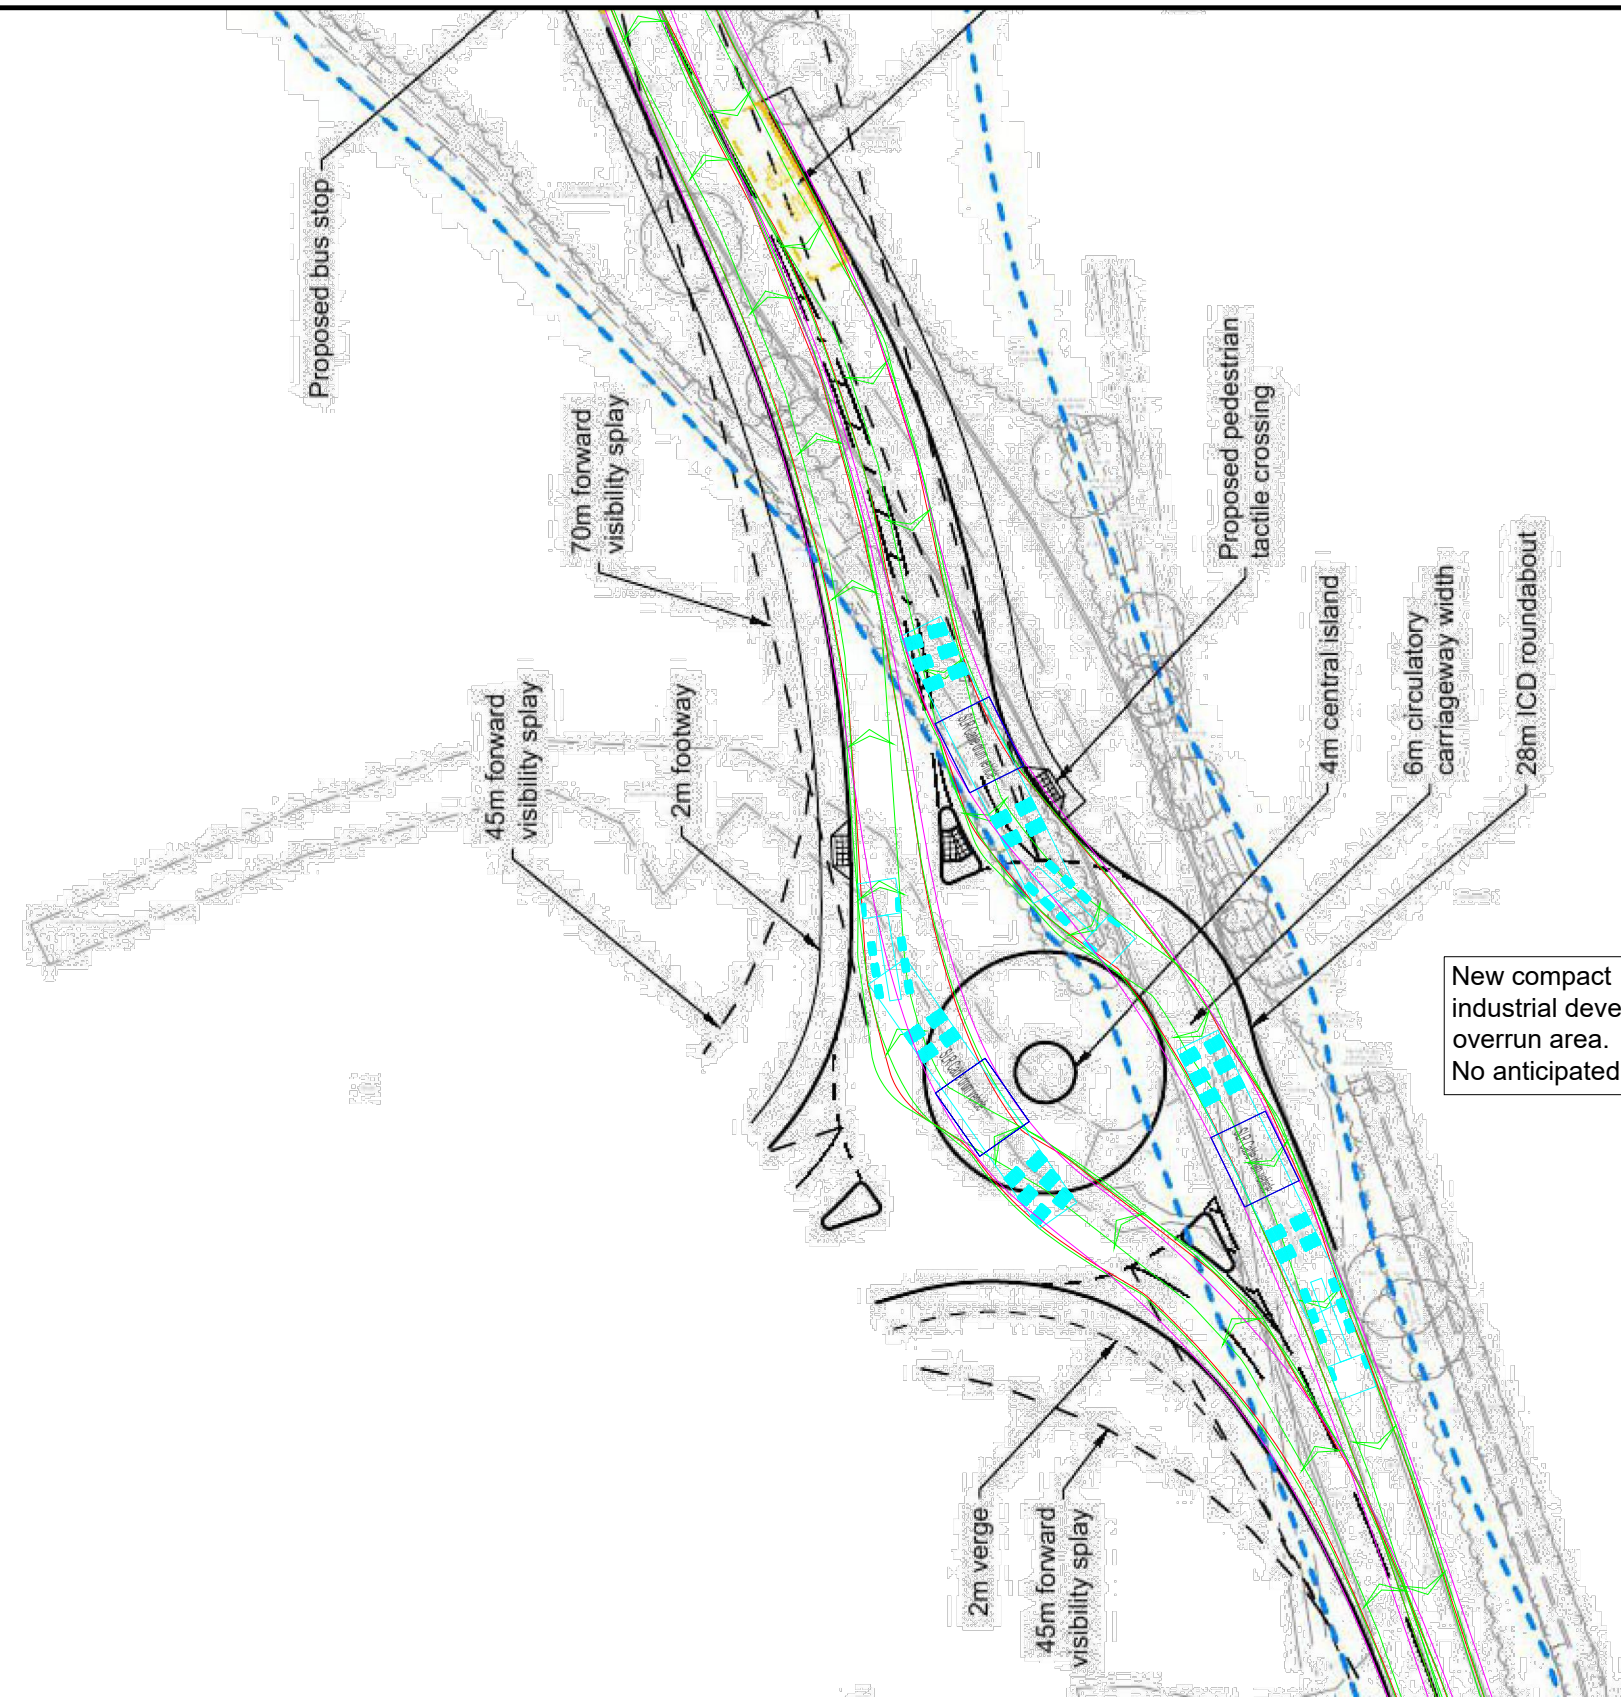 Proposed bus stop
70m forward
visibility splay
45m forward
visibility splay
2m footway
Proposed pedestrian
tactile crossing
4m central island
6m circulatory
carriageway width
28m ICD roundabout
New compact
industrial deve
overrun area.
No anticipated
2m verge
45m forward
visibility splay